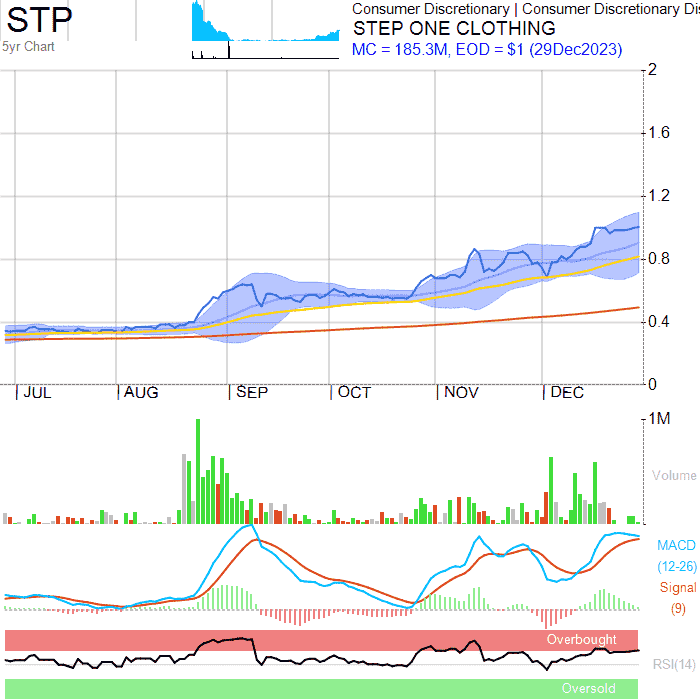 STP
5yr Chart
Consumer Discretionary | Consumer Discretionary Dis
STEP ONE CLOTHING
MC = 185.3M, EOD = $1 (29Dec2023)
2
1.6
1.2
0.8
0.4
0
JUL AUG SEP OCT NOV DEC
1M
Volume
MACD
(12-26)
Signal
(9)
Overbought
RSI(14)
Oversold